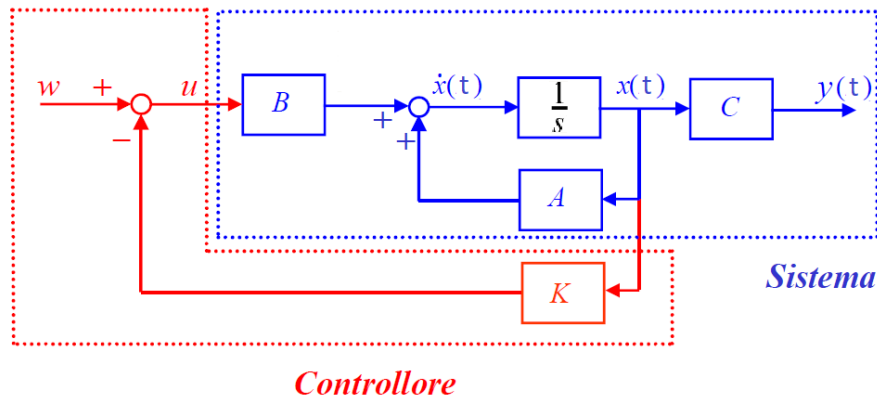 w + u B + ẋ(t) 1/s x(t) C y(t)
−
+
A
K
Sistema
Controllore